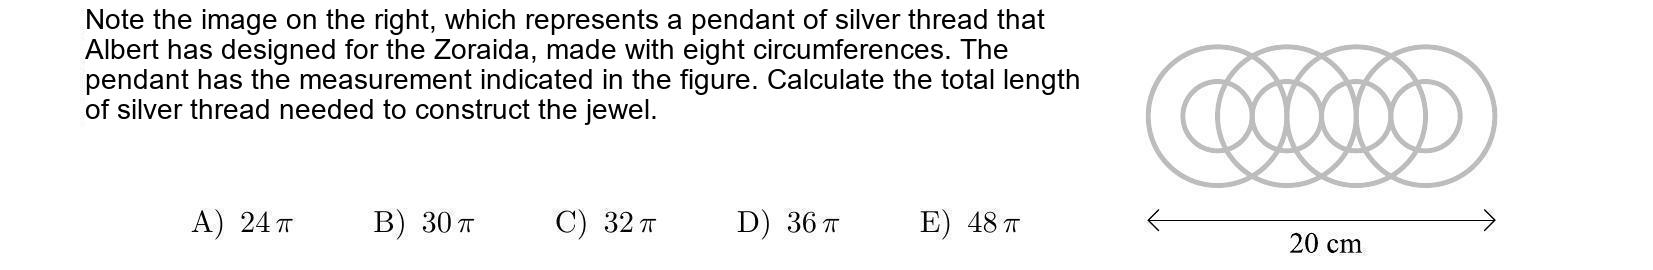 Note the image on the right, which represents a pendant of silver thread that
Albert has designed for the Zoraida, made with eight circumferences. The
pendant has the measurement indicated in the figure. Calculate the total length
of silver thread needed to construct the jewel.
A) 24 π B) 30 π C) 32 π D) 36 π E) 48 π
20 cm